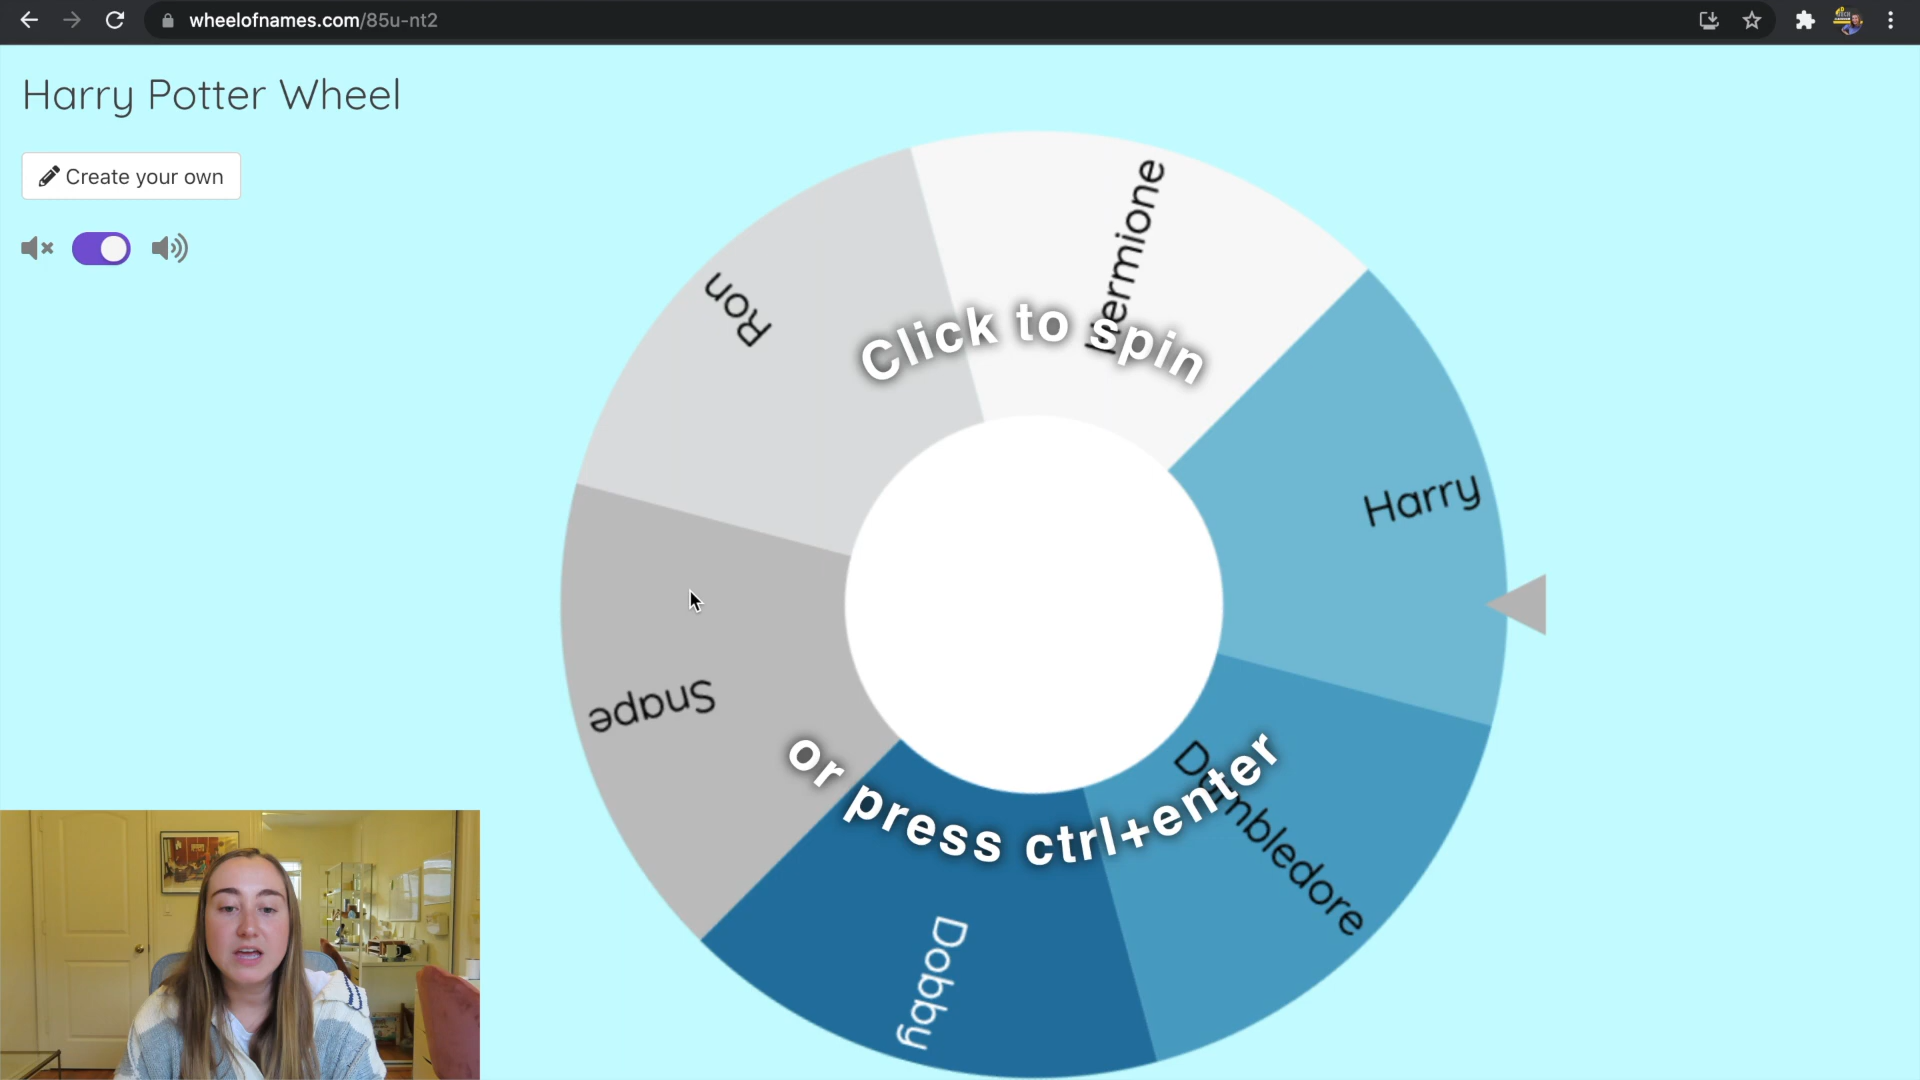 wheelofnames.com/85u-nt2
Harry Potter Wheel
Create your own
Hermione
Ron
Click to spin
Harry
Snape
or press ctrl+enter
Dumbledore
Dobby